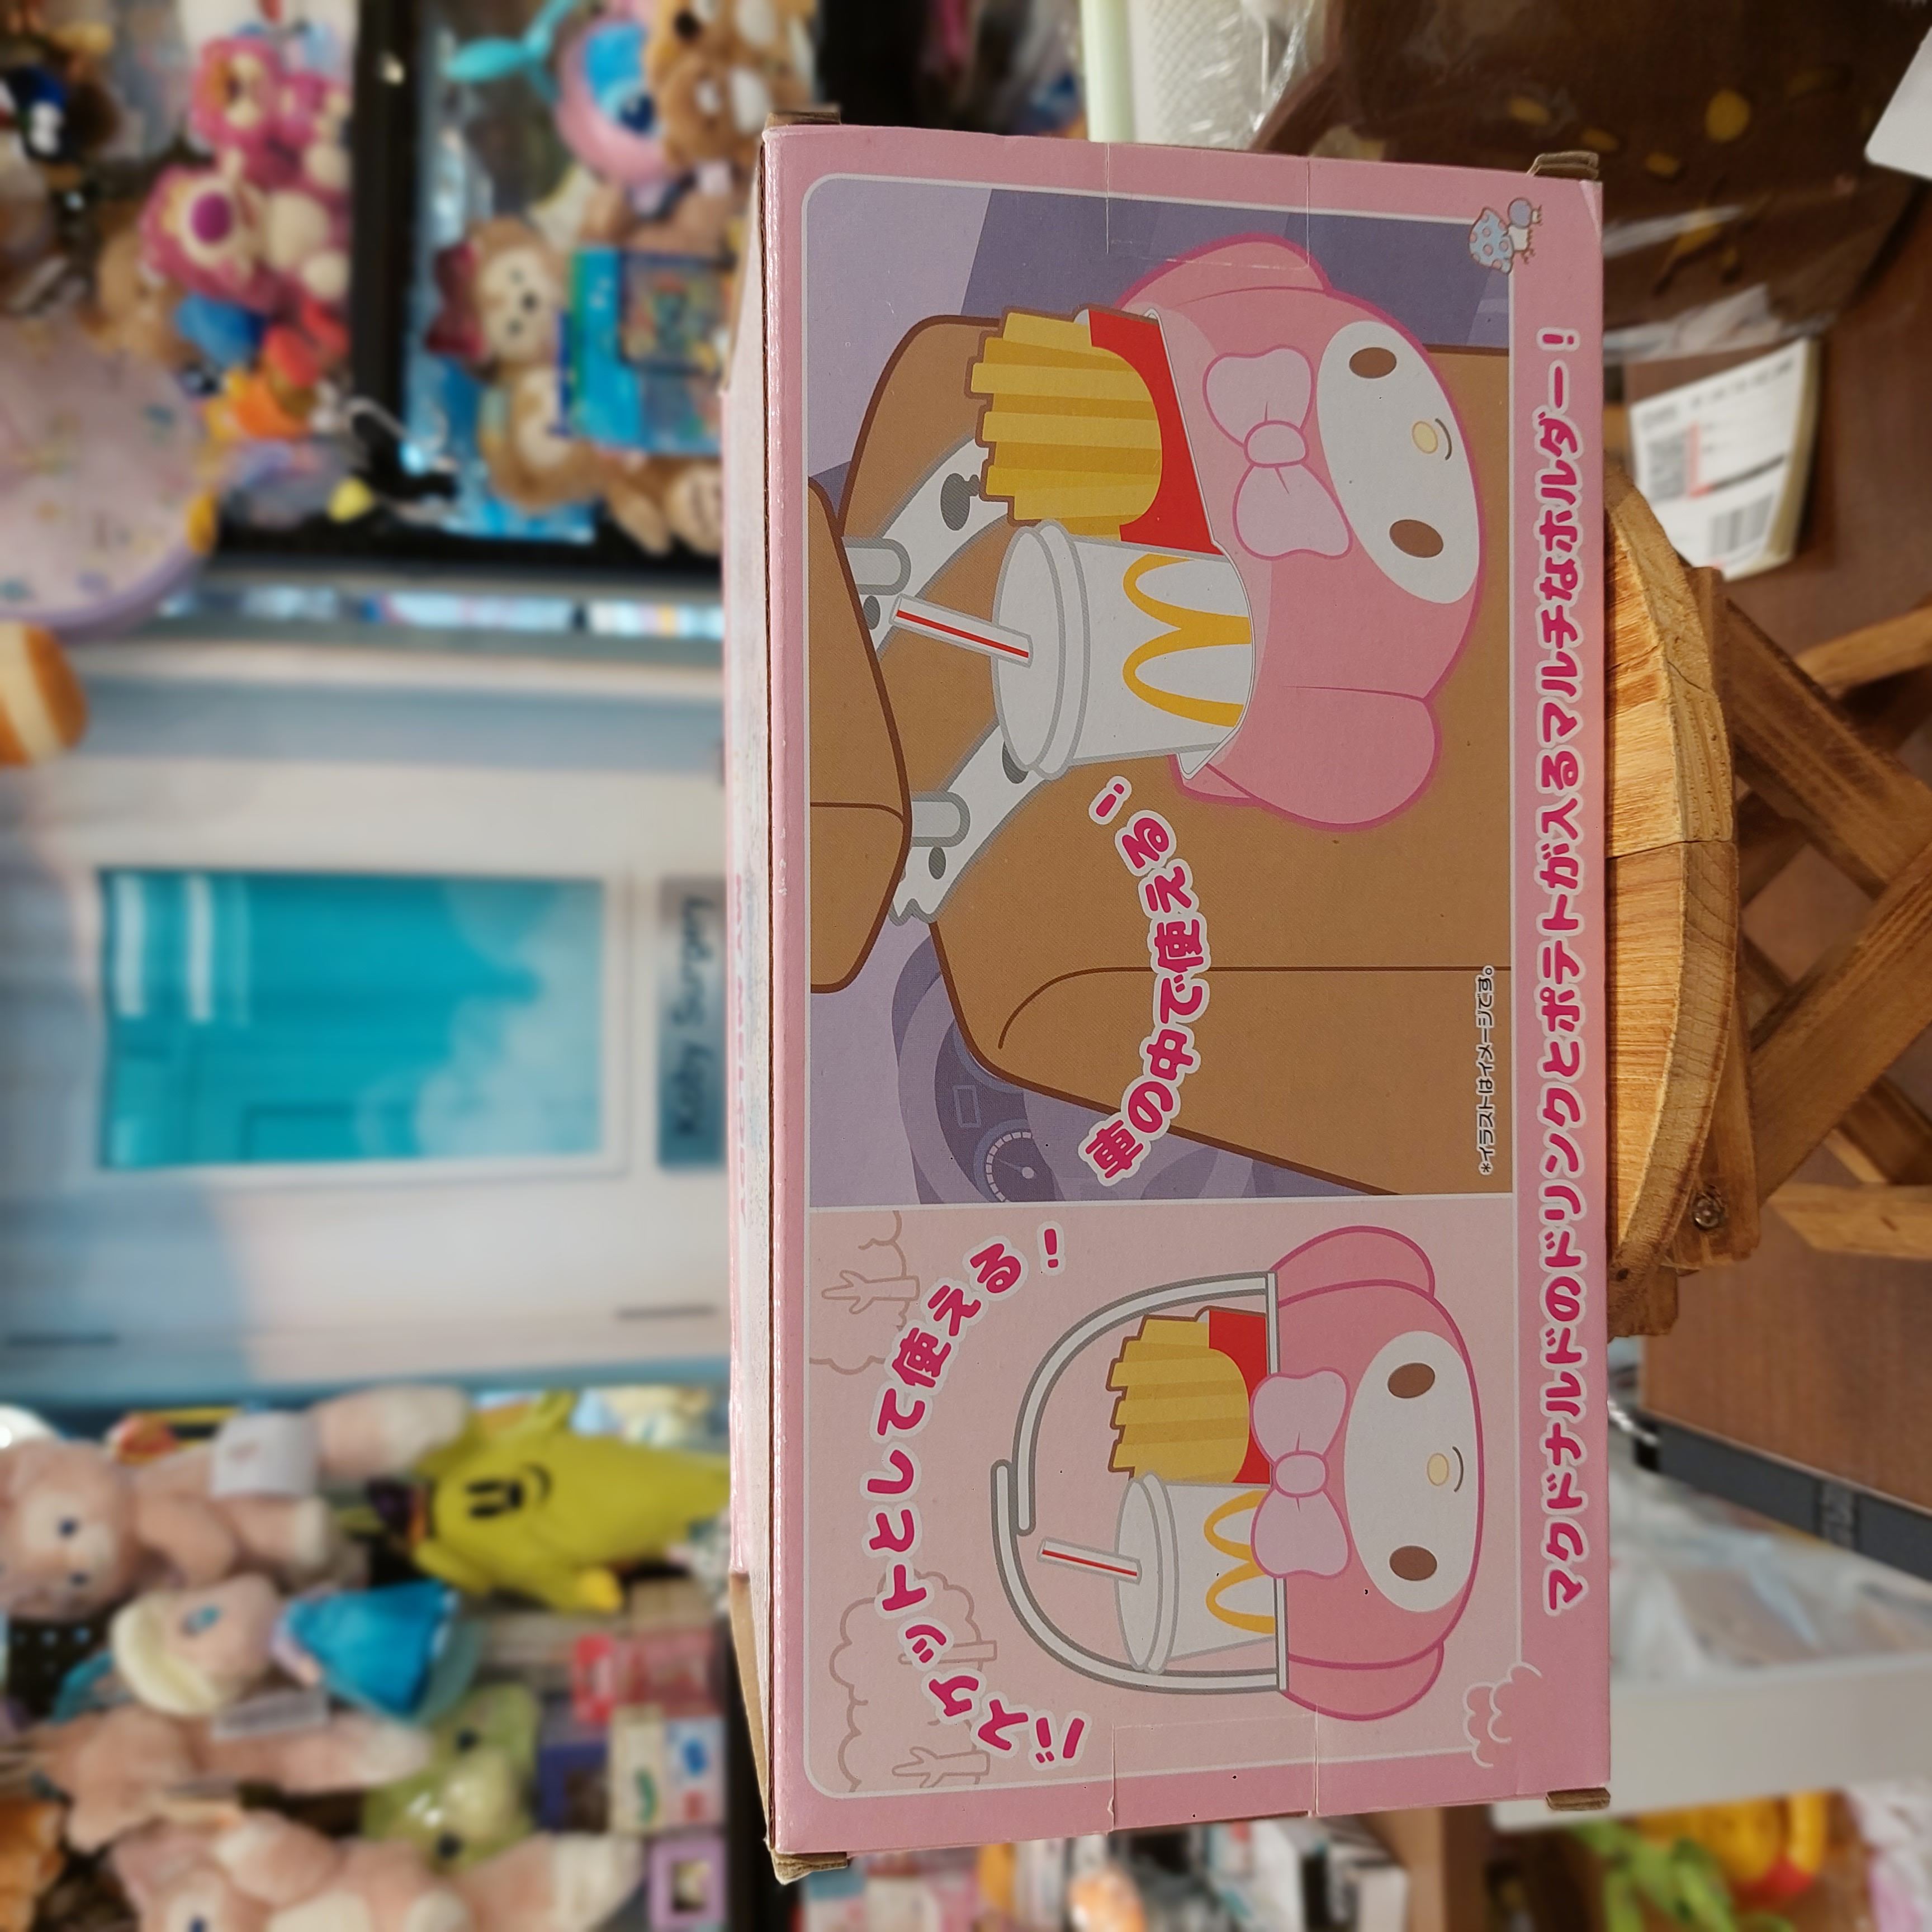 バスケットとして使える!!
車の中で使える!!
*イラストはイメージです。
マクドナルドのドリンクとポテトが入るマルチなホルダー!